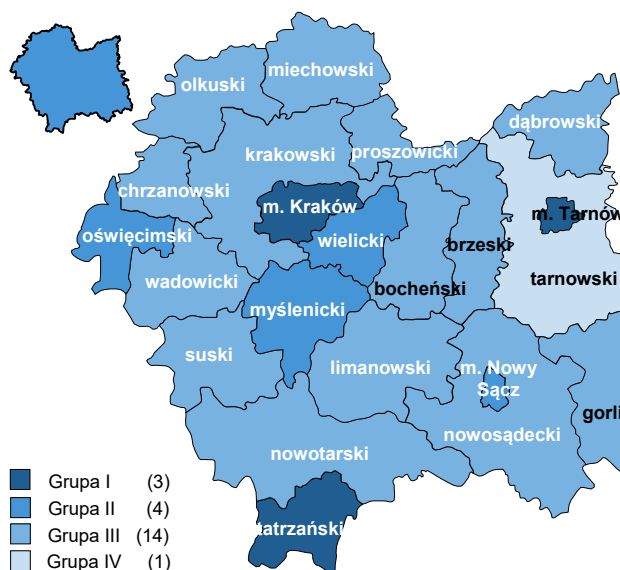 miechowski
olkuski
dąbrowski
krakowski
proszowicki
chrzanowski
m. Kraków
m. Tarnów
oświęcimski
wielicki
brzeski
wadowicki
bocheński
tarnowski
myślenicki
suski
limanowski
m. Nowy
Sącz
gorli
nowosądecki
nowotarski
tatrzański
Grupa I (3)
Grupa II (4)
Grupa III (14)
Grupa IV (1)